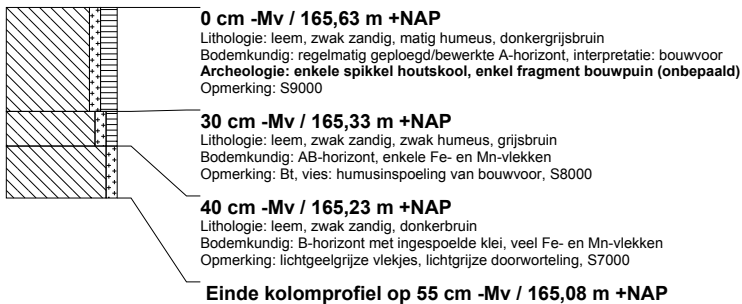 0 cm -Mv / 165,63 m +NAP
Lithologie: leem, zwak zandig, matig humeus, donkergrijsbruin
Bodemkundig: regelmatig geploegd/bewerkte A-horizont, interpretatie: bouwvoor
Archeologie: enkele spikkel houtskool, enkel fragment bouwpuin (onbepaald)
Opmerking: S9000
30 cm -Mv / 165,33 m +NAP
Lithologie: leem, zwak zandig, zwak humeus, grijsbruin
Bodemkundig: AB-horizont, enkele Fe- en Mn-vlekken
Opmerking: Bt, vies: humusinspoeling van bouwvoor, S8000
40 cm -Mv / 165,23 m +NAP
Lithologie: leem, zwak zandig, donkerbruin
Bodemkundig: B-horizont met ingespoelde klei, veel Fe- en Mn-vlekken
Opmerking: lichtgeelgrijze vlekjes, lichtgrijze doorworteling, S7000
Einde kolomprofiel op 55 cm -Mv / 165,08 m +NAP